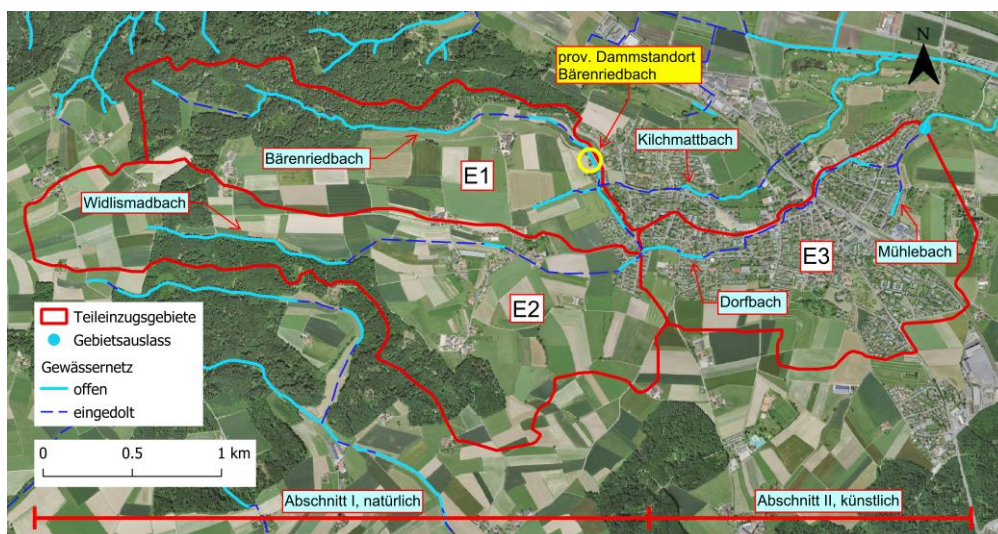 prov. Dammstandort
Bärenriedbach
N
Kilchmattbach
Bärenriedbach
E1
Widlismadbach
E3
Mühlebach
Dorfbach
E2
Teileinzugsgebiete
Gebietsauslass
Gewässernetz
offen
eingedolt
0 0.5 1 km
Abschnitt I, natürlich
Abschnitt II, künstlich